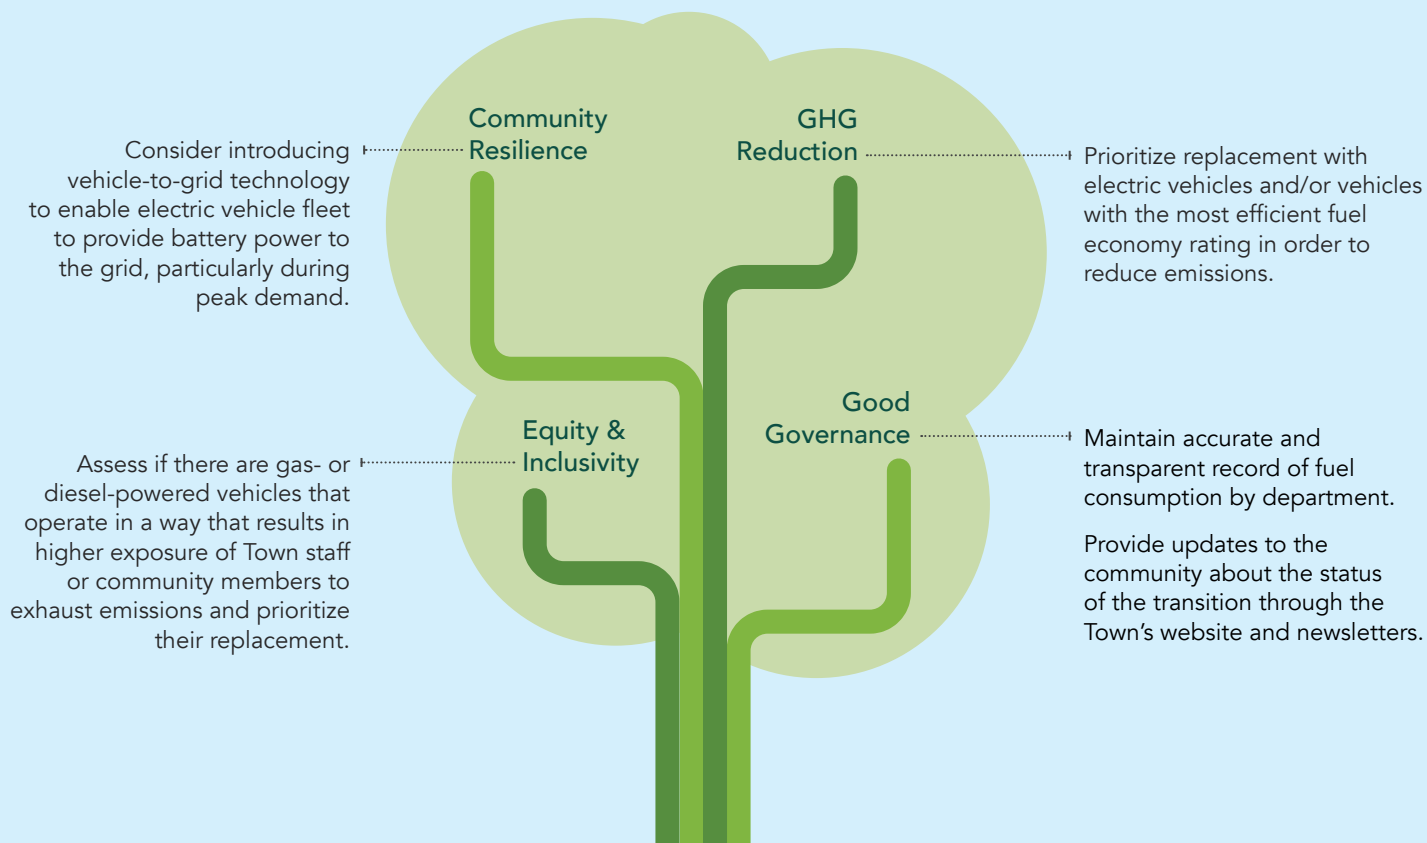 Community
Resilience
Consider introducing
vehicle-to-grid technology
to enable electric vehicle fleet
to provide battery power to
the grid, particularly during
peak demand.
GHG
Reduction
Prioritize replacement with
electric vehicles and/or vehicles
with the most efficient fuel
economy rating in order to
reduce emissions.
Equity &
Inclusivity
Assess if there are gas- or
diesel-powered vehicles that
operate in a way that results in
higher exposure of Town staff
or community members to
exhaust emissions and prioritize
their replacement.
Good
Governance
Maintain accurate and
transparent record of fuel
consumption by department.
Provide updates to the
community about the status
of the transition through the
Town’s website and newsletters.